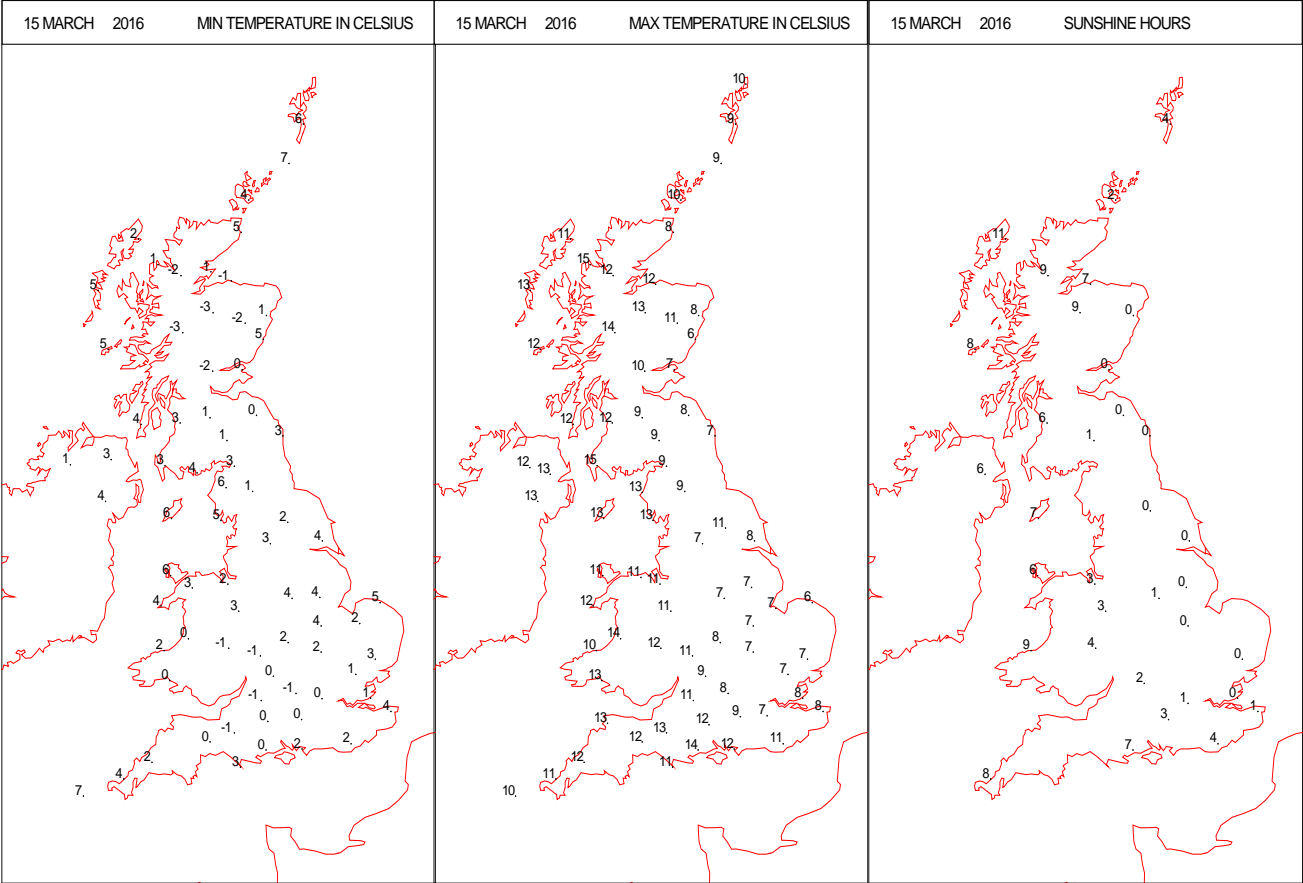 15 MARCH 2016 MIN TEMPERATURE IN CELSIUS
6.
7.
4.
5.
2.
1.
-2. -1.
-1.
5.
-3. 1.
-2.
-3. 5.
5.
-2. 0.
4. 3. 1. 0.
1. 3.
1. 3. 3. 4. 3.
4. 6. 1.
6. 5. 2.
3. 4.
6. 3. 2.
4. 3. 4. 4. 5.
4. 2.
2. 0. -1. 2. 2.
-1. 3.
0. 0. 1.
-1. -1. 0. 1.
4.
0. 0.
0. -1. 0. 2. 2.
2. 3.
4.
7.
15 MARCH 2016 MAX TEMPERATURE IN CELSIUS
10.
9.
9.
10.
8.
11.
15. 12.
13. 12.
13. 8.
11.
14. 6.
12.
10. 7.
12. 12. 9. 8.
9. 7.
12. 13. 15. 9.
13. 13. 9.
13. 13. 11.
7. 8.
11. 11. 11. 7.
12. 11. 7. 7. 6.
7.
10. 14. 12. 8. 7.
11. 7.
13. 9. 7.
11. 8. 8.
8.
13. 12. 9. 7.
12. 13. 14. 12. 11.
12. 11.
11.
10.
15 MARCH 2016 SUNSHINE HOURS
4.
2.
11.
9. 7.
9. 0.
8.
0.
6. 0.
1. 0.
6.
7. 0.
0.
6. 3. 0.
3. 1.
0.
9. 4.
0.
2.
1. 0.
1.
3.
7. 4.
8.